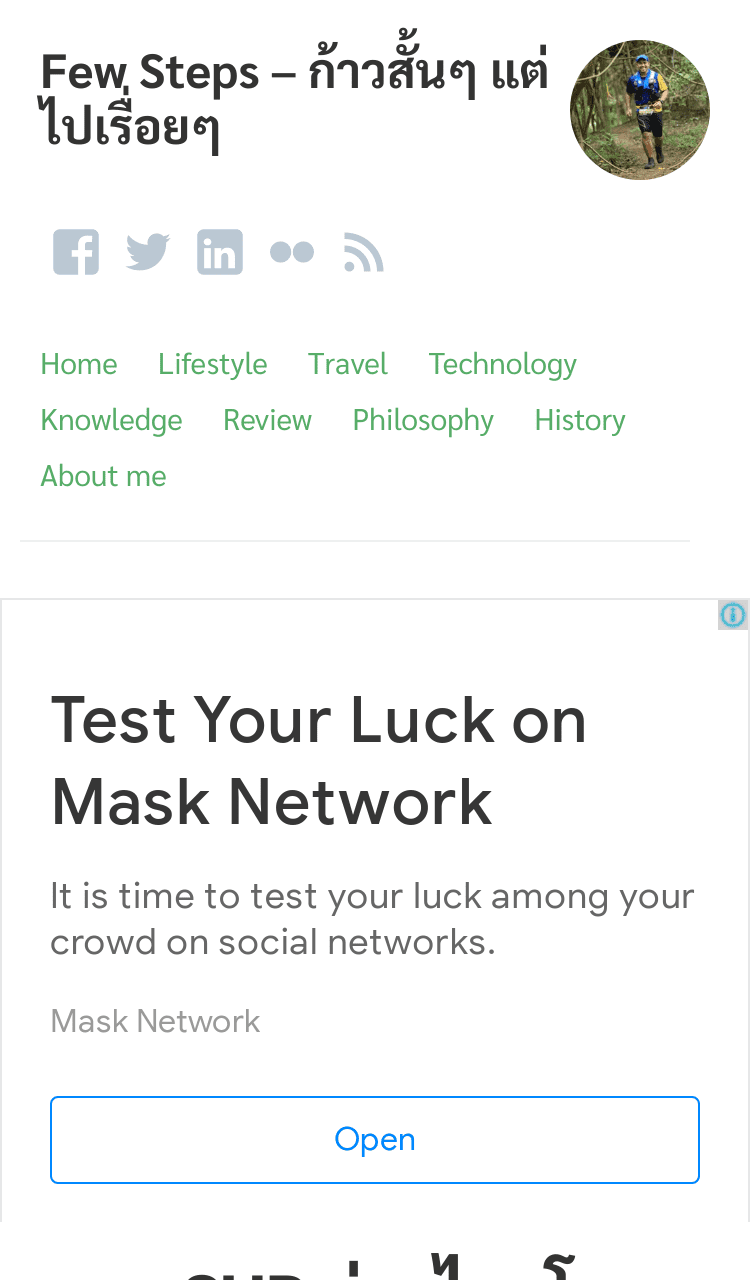 Few Steps – ก้าวสั้นๆ แต่
ไปเรื่อยๆ
Home Lifestyle Travel Technology
Knowledge Review Philosophy History
About me
Test Your Luck on
Mask Network
It is time to test your luck among your
crowd on social networks.
Mask Network
Open